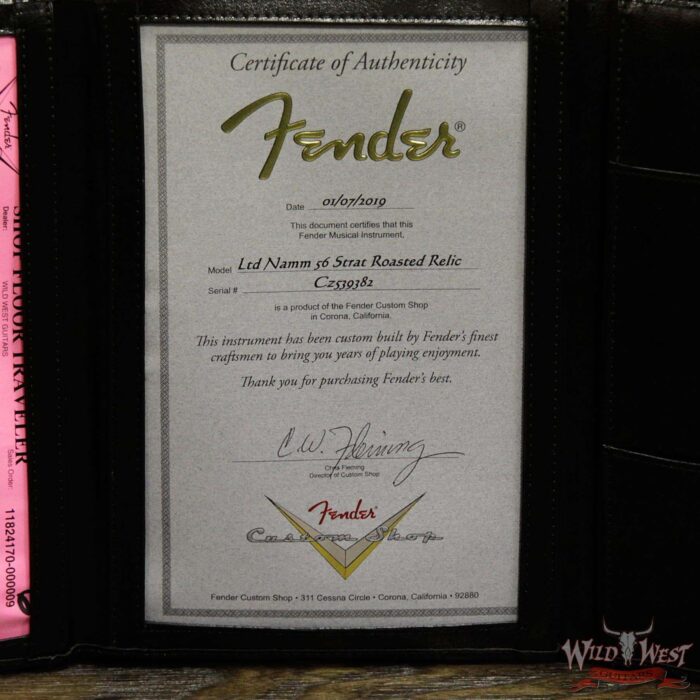 Fender
SHOP FLOOR TRAVELER
Dealer:
WILD WEST GUITARS
Sales Order:
11824170-000009
Certificate of Authenticity
Fender®
Date 01/07/2019
This document certifies that this
Fender Musical Instrument,
Model Ltd Namm 56 Strat Roasted Relic
Serial # Cz539382
is a product of the Fender Custom Shop
in Corona, California.
This instrument has been custom built by Fender's finest
craftsmen to bring you years of playing enjoyment.
Thank you for purchasing Fender's best.
C.W. Fleming
Chris Fleming
Director of Custom Shop
Fender
Custom Shop
Fender Custom Shop • 311 Cessna Circle • Corona, California • 92880
WILD WEST
GUITARS